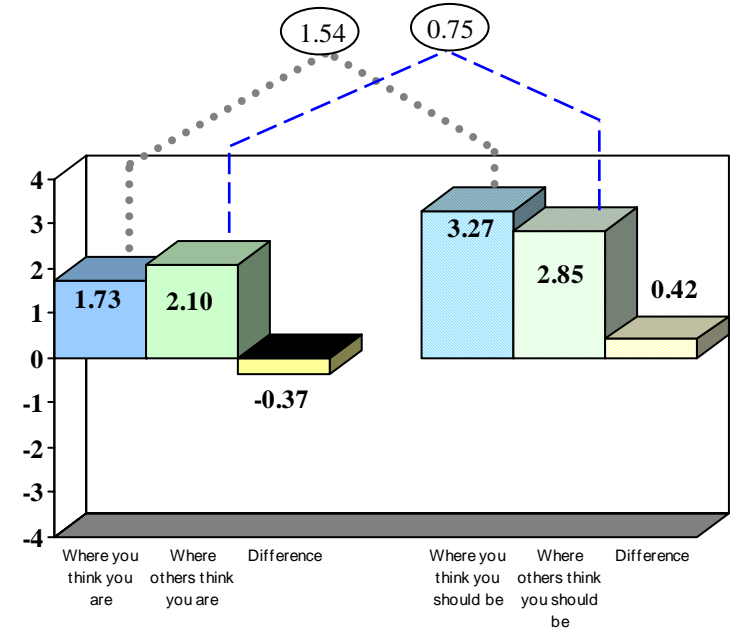 1.54
0.75
4
3
2
1
0
-1
-2
-3
-4
1.73
2.10
-0.37
3.27
2.85
0.42
Where you
think you
are
Where
others think
you are
Difference
Where you
think you
should be
Where
others think
you should
be
Difference